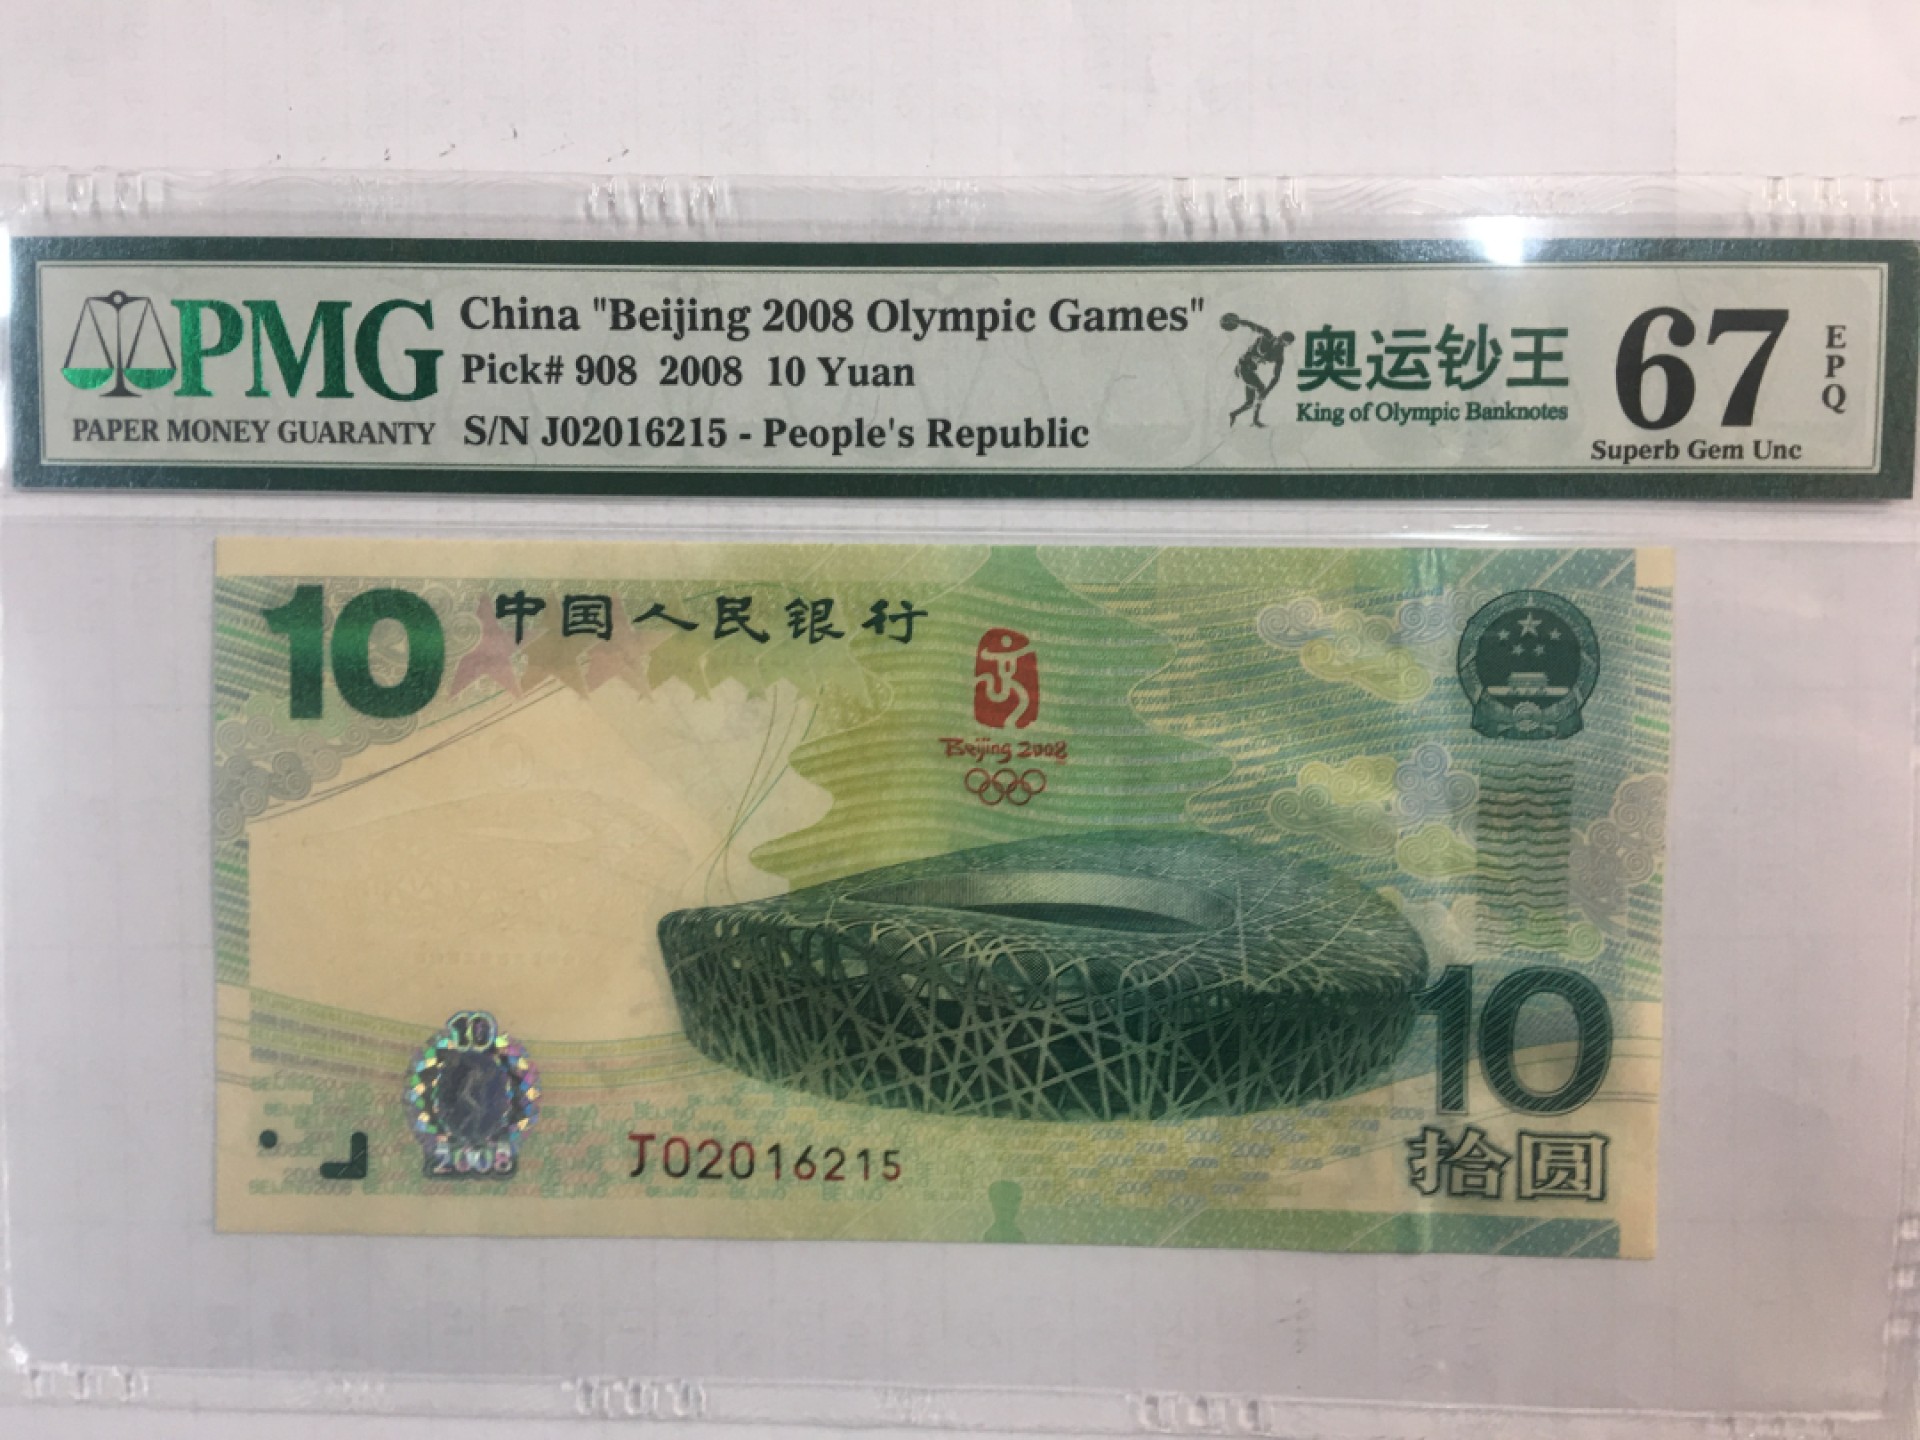 PMG
PAPER MONEY GUARANTY
China "Beijing 2008 Olympic Games"
Pick# 908 2008 10 Yuan
S/N J02016215 - People's Republic
奥运钞王
King of Olympic Banknotes
67
EPQ
Superb Gem Unc
10
中国人民银行
Beijing 2008
10
2008
J02016215
10
拾圆